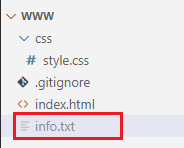 www
css
# style.css
.gitignore
index.html
info.txt